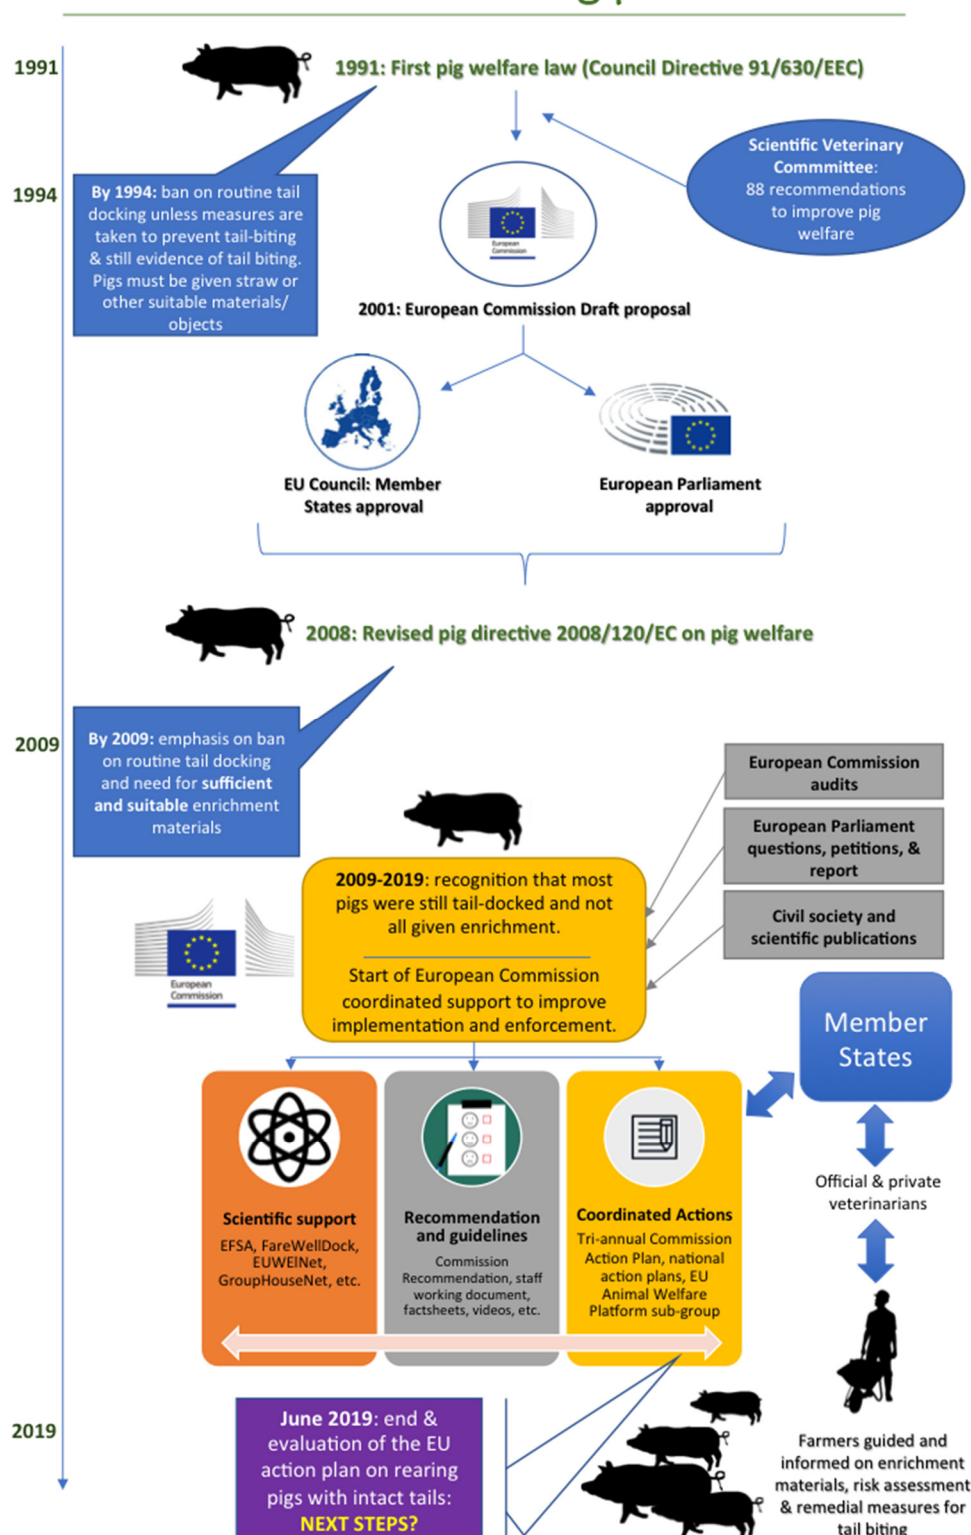 1991
1991: First pig welfare law (Council Directive 91/630/EEC)
Scientific Veterinary
Commmittee:
88 recommendations
to improve pig
welfare
1994
By 1994: ban on routine tail
docking unless measures are
taken to prevent tail-biting
& still evidence of tail biting.
Pigs must be given straw or
other suitable materials/
objects
European
Commission
2001: European Commission Draft proposal
EU Council: Member
States approval
European Parliament
approval
2008: Revised pig directive 2008/120/EC on pig welfare
2009
By 2009: emphasis on ban
on routine tail docking
and need for sufficient
and suitable enrichment
materials
European Commission
audits
European Parliament
questions, petitions, &
report
Civil society and
scientific publications
2009-2019: recognition that most
pigs were still tail-docked and not
all given enrichment.
Start of European Commission
coordinated support to improve
implementation and enforcement.
European
Commission
Member
States
Scientific support
EFSA, FareWellDock,
EUWelNet,
GroupHouseNet, etc.
Recommendation
and guidelines
Commission
Recommendation, staff
working document,
factsheets, videos, etc.
Coordinated Actions
Tri-annual Commission
Action Plan, national
action plans, EU
Animal Welfare
Platform sub-group
Official & private
veterinarians
2019
June 2019: end &
evaluation of the EU
action plan on rearing
pigs with intact tails:
NEXT STEPS?
Farmers guided and
informed on enrichment
materials, risk assessment
& remedial measures for
tail biting